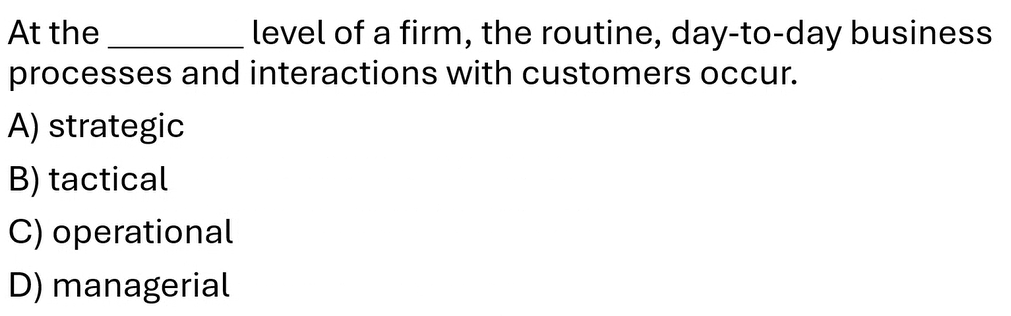 At the ________ level of a firm, the routine, day-to-day business
processes and interactions with customers occur.
A) strategic
B) tactical
C) operational
D) managerial